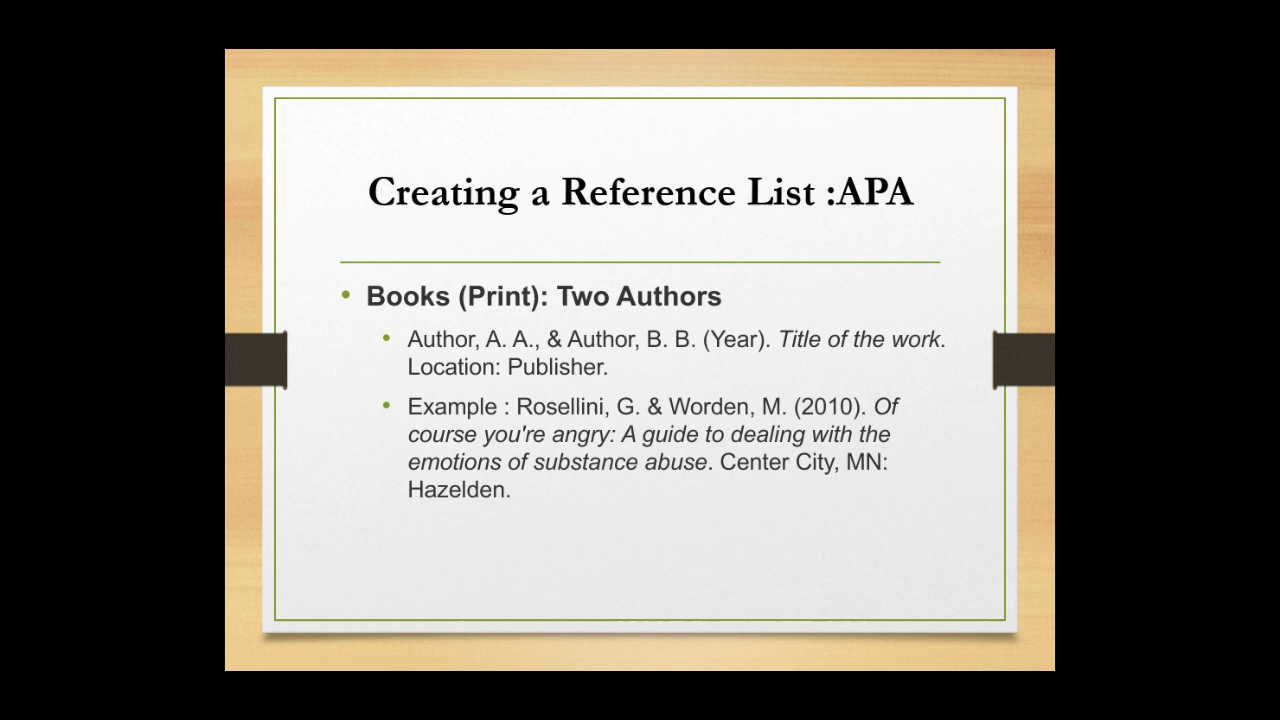 Creating a Reference List :APA
• Books (Print): Two Authors
• Author, A. A., & Author, B. B. (Year). Title of the work.
Location: Publisher.
• Example : Rosellini, G. & Worden, M. (2010). Of
course you're angry: A guide to dealing with the
emotions of substance abuse. Center City, MN:
Hazelden.